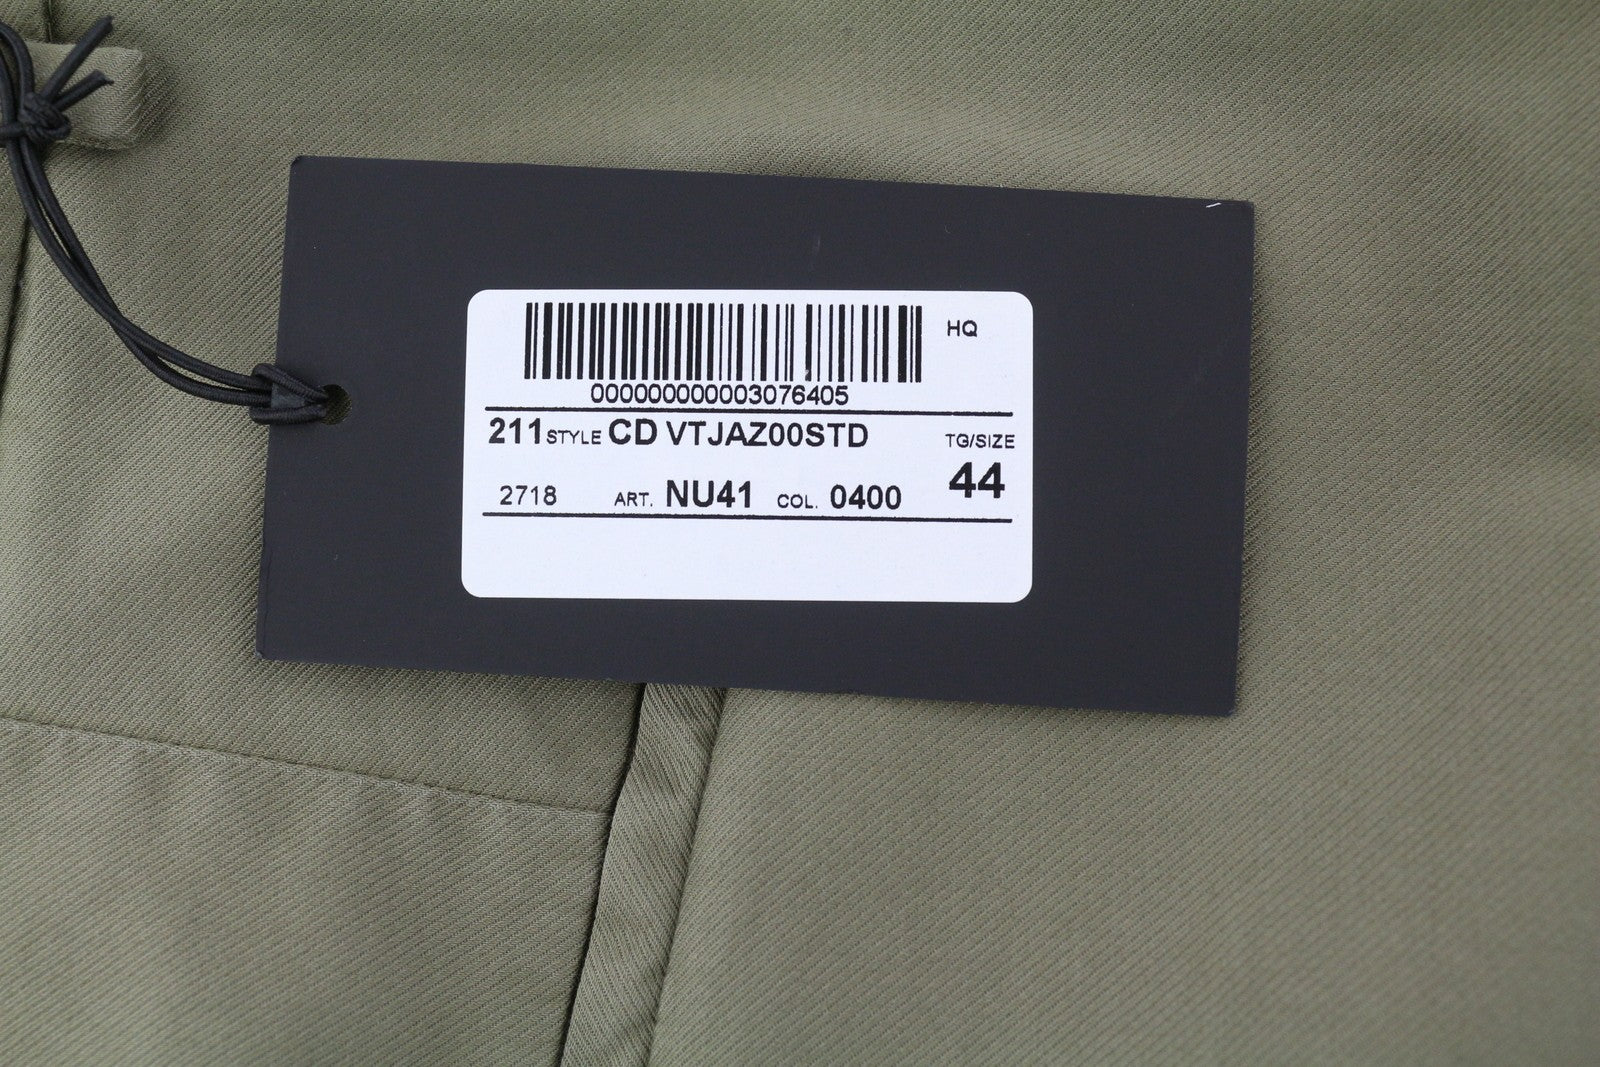 HQ
000000000003076405
211 STYLE CD VTJAZ00STD TG/SIZE
2718 ART. NU41 COL. 0400 44